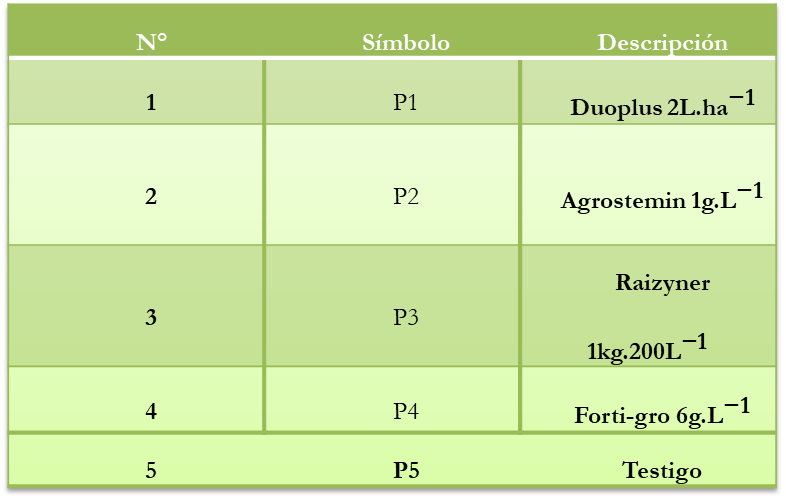 N° Símbolo Descripción
1 P1 Duoplus 2L.ha⁻¹
2 P2 Agrostemin 1g.L⁻¹
3 P3 Raizyner
1kg.200L⁻¹
4 P4 Forti-gro 6g.L⁻¹
5 P5 Testigo